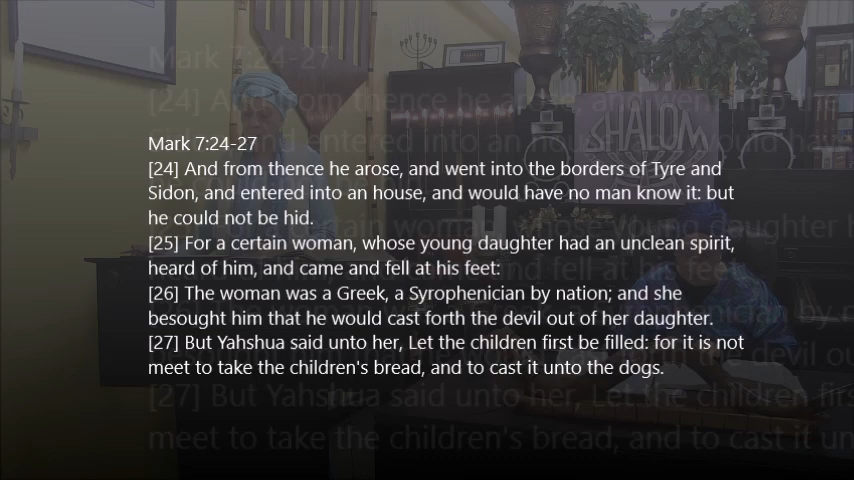 Mark 7:24-27
[24] And from thence he arose, and went into the borders of Tyre and
Sidon, and entered into an house, and would have no man know it: but
he could not be hid.
[25] For a certain woman, whose young daughter had an unclean spirit,
heard of him, and came and fell at his feet:
[26] The woman was a Greek, a Syrophenician by nation; and she
besought him that he would cast forth the devil out of her daughter.
[27] But Yahshua said unto her, Let the children first be filled: for it is not
meet to take the children's bread, and to cast it unto the dogs.
SHALOM